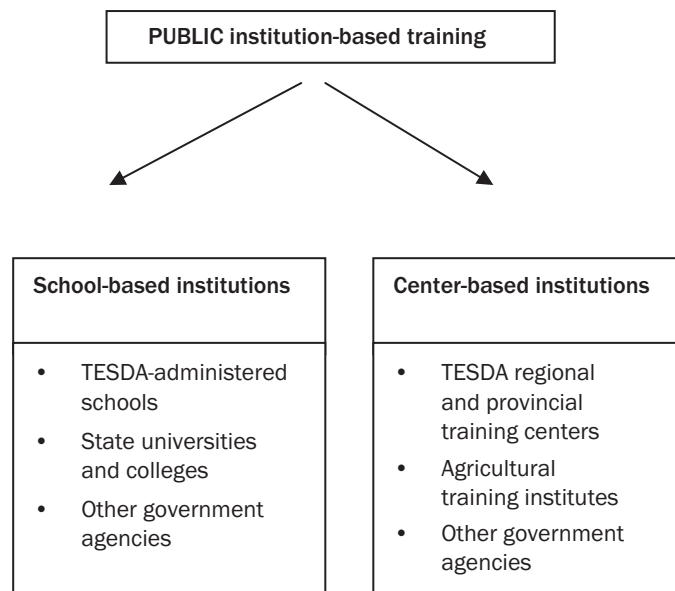 PUBLIC institution-based training
School-based institutions
• TESDA-administered
schools
• State universities
and colleges
• Other government
agencies
Center-based institutions
• TESDA regional
and provincial
training centers
• Agricultural
training institutes
• Other government
agencies